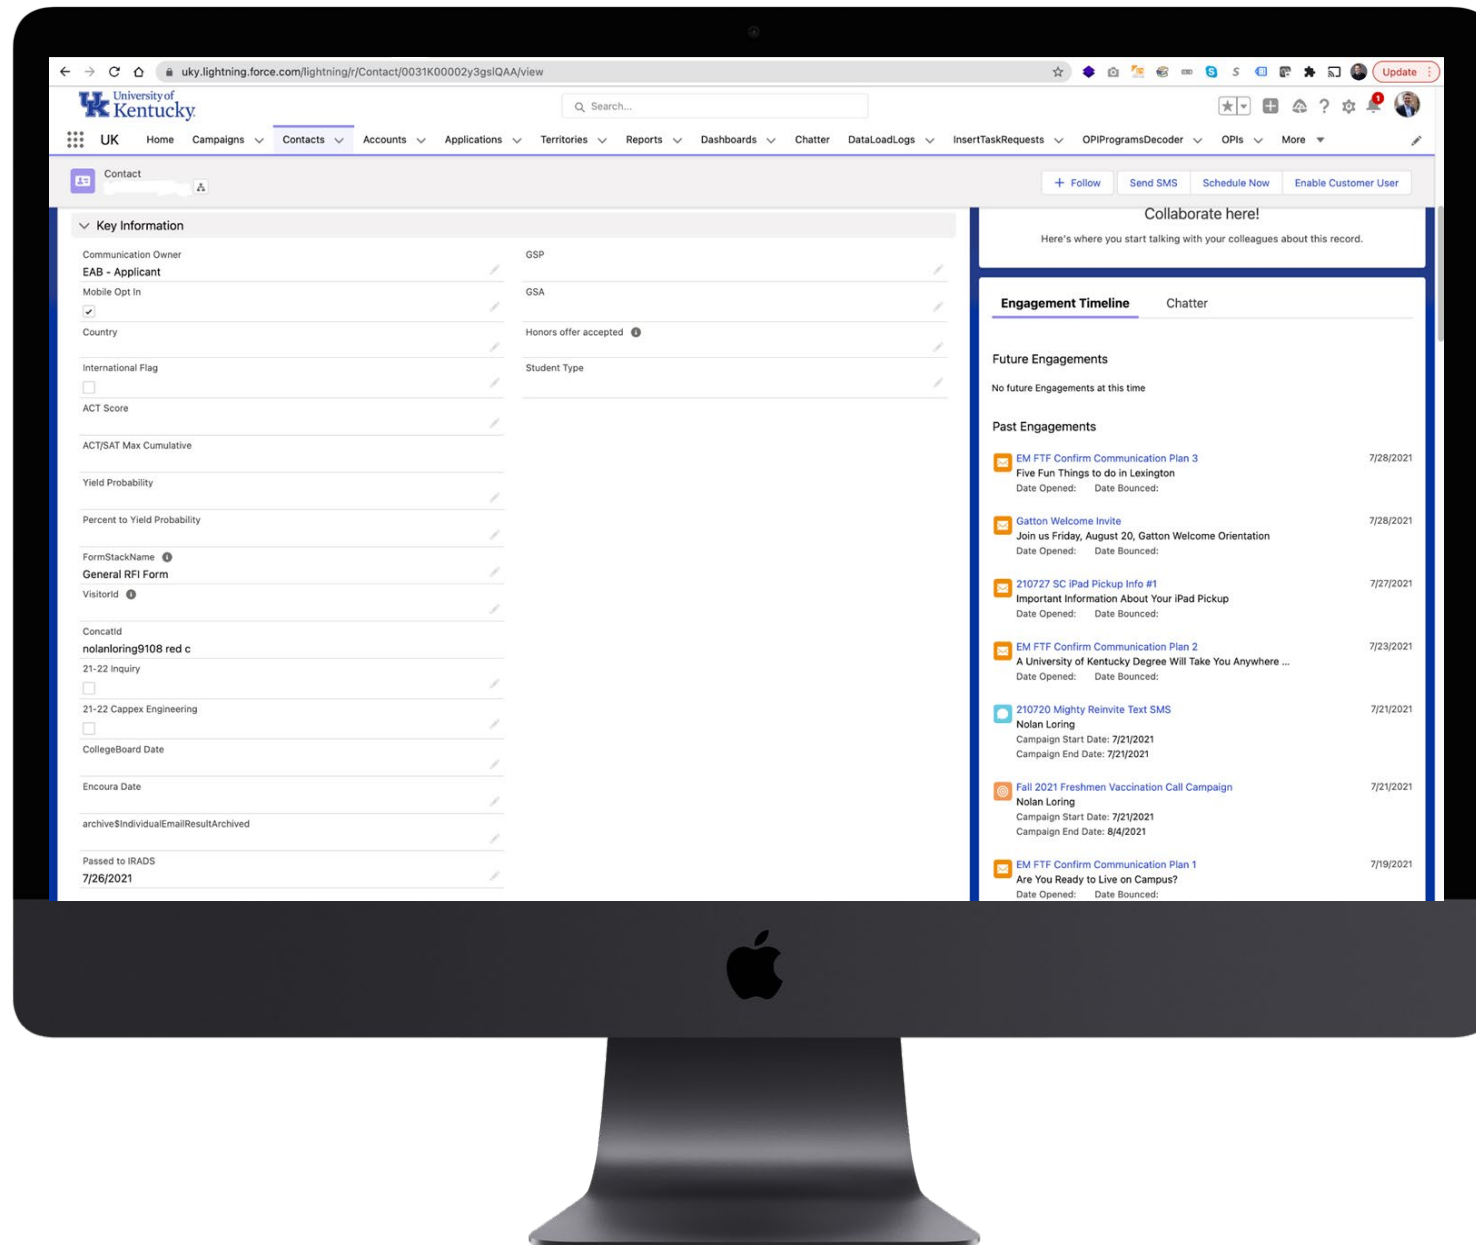 uky.lightning.force.com/lightning/r/Contact/0031K00002y3gslQAA/view
Update
University of
Kentucky
Search...
1
UK Home Campaigns Contacts Accounts Applications Territories Reports Dashboards Chatter DataLoadLogs InsertTaskRequests OPIProgramsDecoder OPIs More
Contact
+ Follow Send SMS Schedule Now Enable Customer User
Key Information
Communication Owner
EAB - Applicant
Mobile Opt In
Country
International Flag
ACT Score
ACT/SAT Max Cumulative
Yield Probability
Percent to Yield Probability
FormStackName
General RFI Form
VisitorId
ConcatId
nolanloring9108 red c
21-22 Inquiry
21-22 Cappex Engineering
CollegeBoard Date
Encoura Date
archive$IndividualEmailResultArchived
Passed to IRADS
7/26/2021
GSP
GSA
Honors offer accepted
Student Type
Collaborate here!
Here's where you start talking with your colleagues about this record.
Engagement Timeline Chatter
Future Engagements
No future Engagements at this time
Past Engagements
EM FTF Confirm Communication Plan 3 7/28/2021
Five Fun Things to do in Lexington
Date Opened: Date Bounced:
Gatton Welcome Invite 7/28/2021
Join us Friday, August 20, Gatton Welcome Orientation
Date Opened: Date Bounced:
210727 SC iPad Pickup Info #1 7/27/2021
Important Information About Your iPad Pickup
Date Opened: Date Bounced:
EM FTF Confirm Communication Plan 2 7/23/2021
A University of Kentucky Degree Will Take You Anywhere ...
Date Opened: Date Bounced:
210720 Mighty Reinvite Text SMS 7/21/2021
Nolan Loring
Campaign Start Date: 7/21/2021
Campaign End Date: 7/21/2021
Fall 2021 Freshmen Vaccination Call Campaign 7/21/2021
Nolan Loring
Campaign Start Date: 7/21/2021
Campaign End Date: 8/4/2021
EM FTF Confirm Communication Plan 1 7/19/2021
Are You Ready to Live on Campus?
Date Opened: Date Bounced: